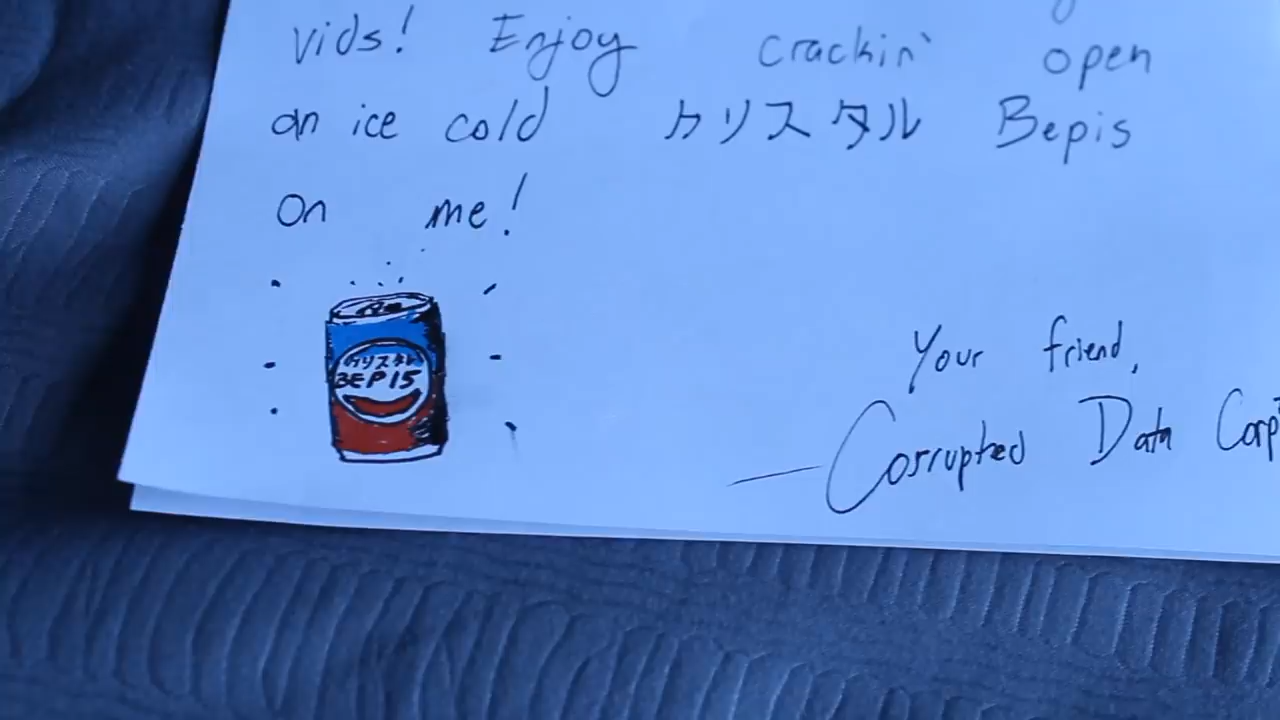 vids! Enjoy crackin' open
an ice cold クリスタル Bepis
on me!
クリスタル
BEPIS
Your friend,
— Corrupted Data Corp